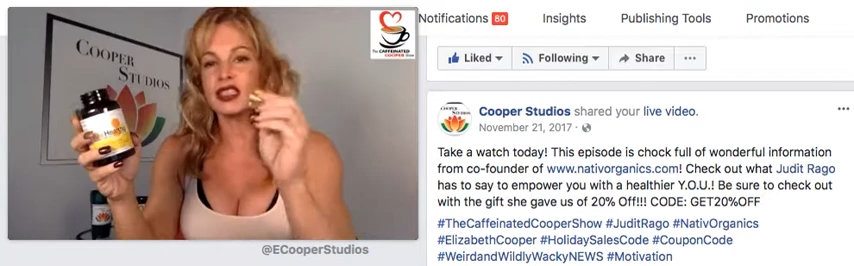 Notifications 80 Insights Publishing Tools Promotions
The CAFFEINATED
COOPER Show
COOPER
STUDIOS
@ECooperStudios
Liked Following Share ...
COOPER
STUDIOS
Cooper Studios shared your live video.
November 21, 2017 ·
Take a watch today! This episode is chock full of wonderful information
from co-founder of www.nativorganics.com! Check out what Judit Rago
has to say to empower you with a healthier Y.O.U.! Be sure to check out
with the gift she gave us of 20% Off!!! CODE: GET20%OFF
#TheCaffeinatedCooperShow #JuditRago #NativOrganics
#ElizabethCooper #HolidaySalesCode #CouponCode
#WeirdandWildlyWackyNEWS #Motivation